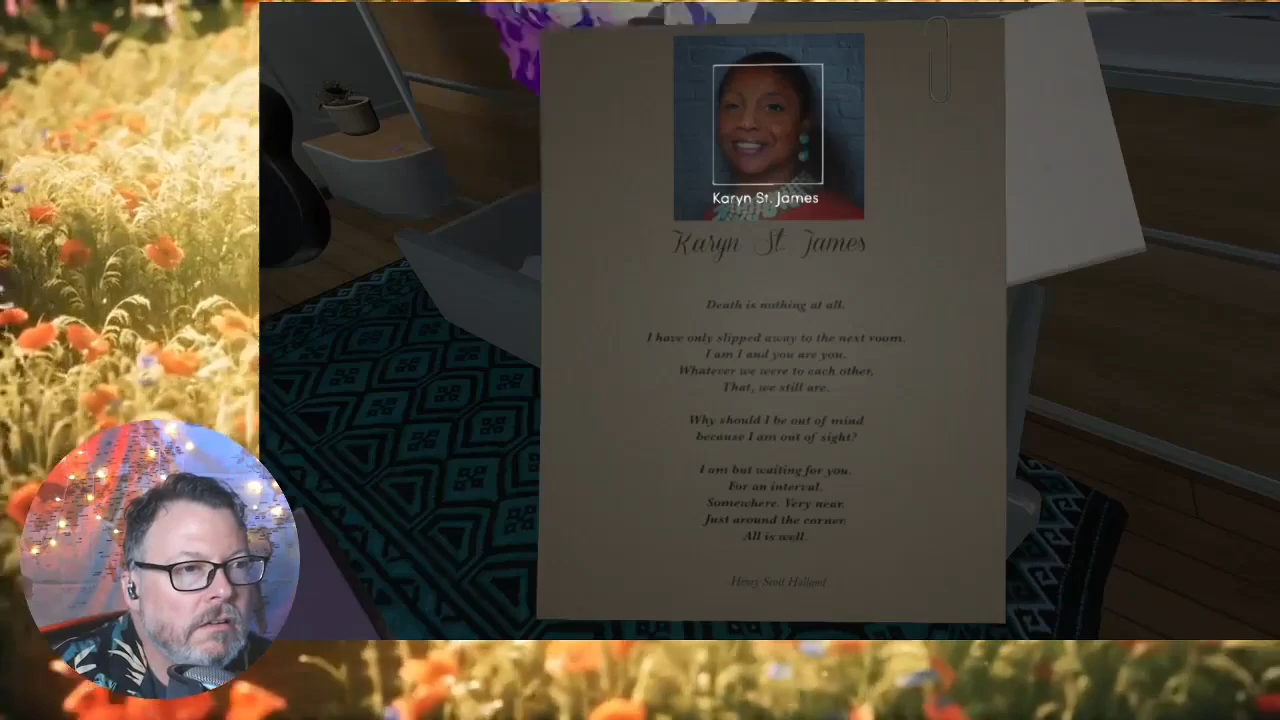 Karyn St. James
Karyn St. James
Death is nothing at all.
I have only slipped away to the next room.
I am I and you are you.
Whatever we were to each other,
That, we still are.
Why should I be out of mind
because I am out of sight?
I am but waiting for you.
For an interval.
Somewhere. Very near.
Just around the corner.
All is well.
-Henry Scott Holland